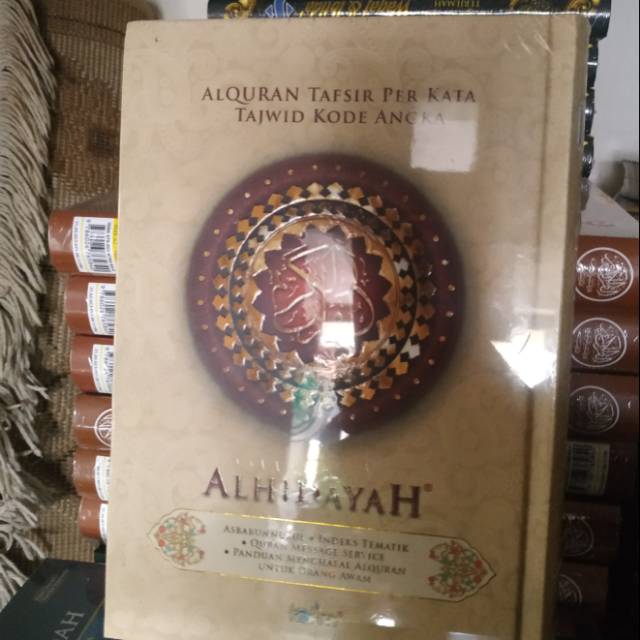 ALQURAN TAFSIR PER KATA
TAJWID KODE ANGKA
ALHIDAYAH®
ASBABUNNUZUL • INDEKS TEMATIK
• QURAN MESSAGE SERVICE
• PANDUAN MENGHAFAL ALQURAN
UNTUK ORANG AWAM